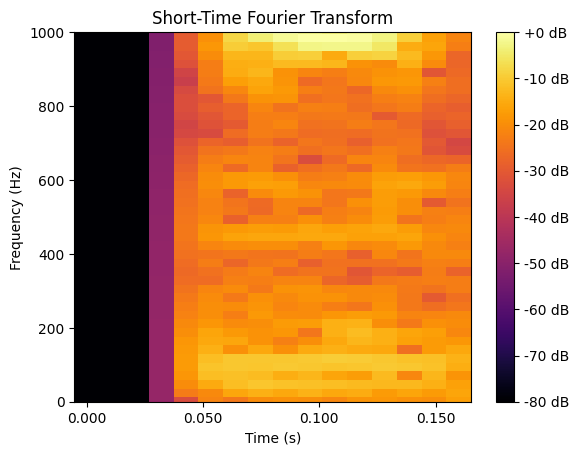 Short-Time Fourier Transform
Frequency (Hz)
1000
800
600
400
200
0
0.000
0.050
0.100
0.150
Time (s)
+0 dB
-10 dB
-20 dB
-30 dB
-40 dB
-50 dB
-60 dB
-70 dB
-80 dB